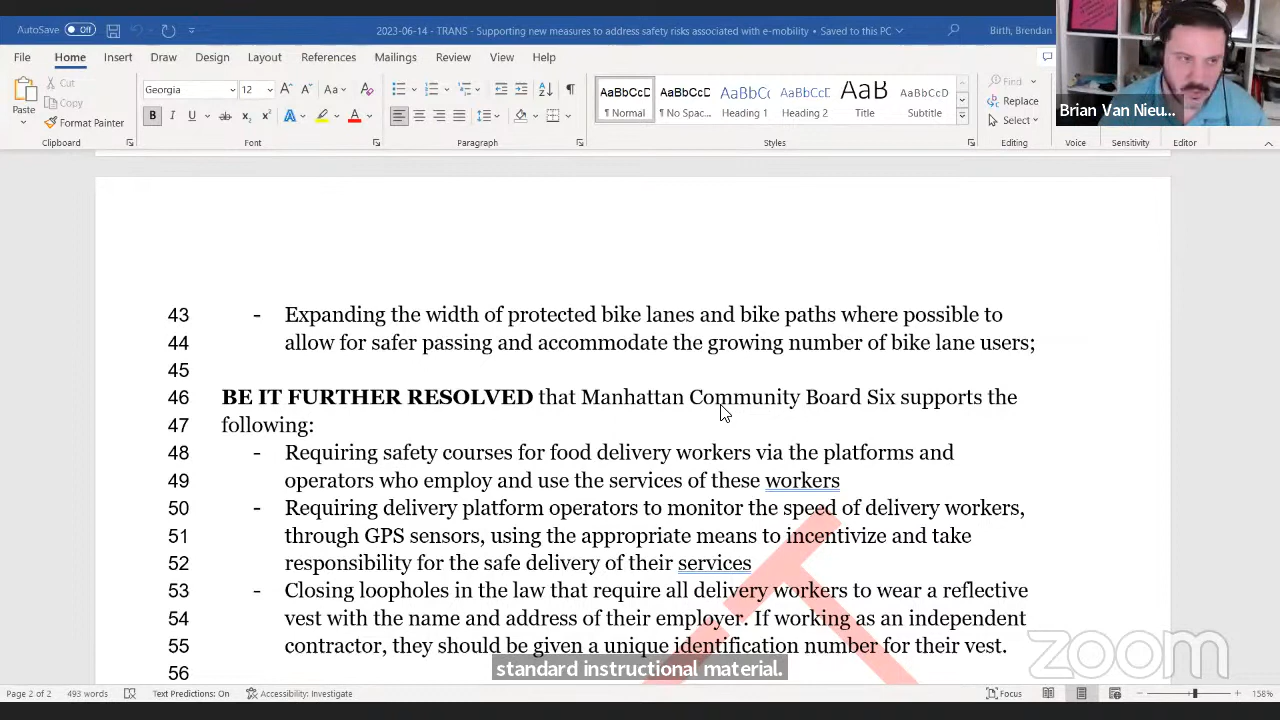 AutoSave Off
2023-06-14 - TRANS - Supporting new measures to address safety risks associated with e-mobility • Saved to this PC
Birth, Brendan
File Home Insert Draw Design Layout References Mailings Review View Help
Cut
Copy
Format Painter
Paste
Georgia 12
AaBbCcD AaBbCcD AaBbCcD AaBbCcD AaB AaBbCcD
¶ Normal ¶ No Spac... Heading 1 Heading 2 Title Subtitle
Find
Replace
Select
Clipboard Font Paragraph Styles Editing Voice Sensitivity Editor
Brian Van Nieu...
43 - Expanding the width of protected bike lanes and bike paths where possible to
44 allow for safer passing and accommodate the growing number of bike lane users;
45
46 BE IT FURTHER RESOLVED that Manhattan Community Board Six supports the
47 following:
48 - Requiring safety courses for food delivery workers via the platforms and
49 operators who employ and use the services of these workers
50 - Requiring delivery platform operators to monitor the speed of delivery workers,
51 through GPS sensors, using the appropriate means to incentivize and take
52 responsibility for the safe delivery of their services
53 - Closing loopholes in the law that require all delivery workers to wear a reflective
54 vest with the name and address of their employer. If working as an independent
55 contractor, they should be given a unique identification number for their vest.
56
standard instructional material.
zoom
Page 2 of 2 493 words Text Predictions: On Accessibility: Investigate Focus 158%